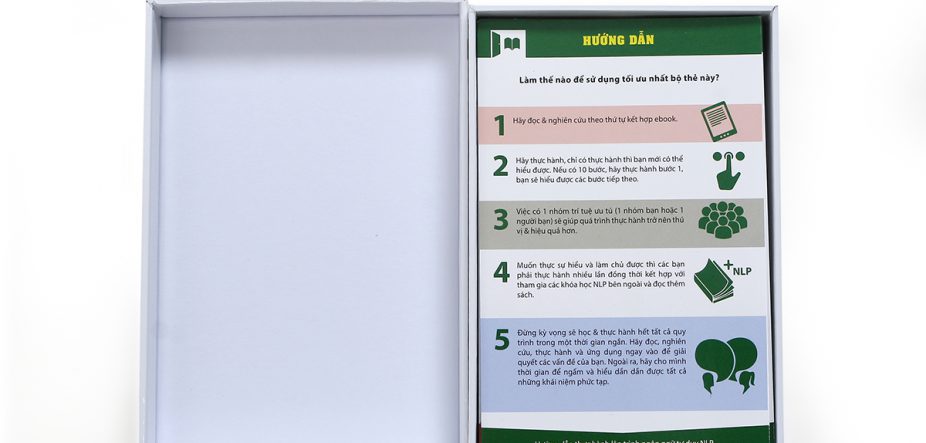 HƯỚNG DẪN
Làm thế nào để sử dụng tối ưu nhất bộ thẻ này?
1
Hãy đọc & nghiên cứu theo thứ tự kết hợp ebook.
2
Hãy thực hành, chỉ có thực hành thì bạn mới có thể
hiểu được. Nếu có 10 bước, hãy thực hành bước 1,
bạn sẽ hiểu được các bước tiếp theo.
3
Việc có 1 nhóm trí tuệ ưu tú (1 nhóm bạn hoặc 1
người bạn) sẽ giúp quá trình thực hành trở nên thú
vị & hiệu quả hơn.
4
Muốn thực sự hiểu và làm chủ được thì các bạn
phải thực hành nhiều lần đồng thời kết hợp với
tham gia các khóa học NLP bên ngoài và đọc thêm
sách.
+NLP
5
Đừng kỳ vọng sẽ học & thực hành hết tất cả quy
trình trong một thời gian ngắn. Hãy đọc, nghiên
cứu, thực hành và ứng dụng ngay vào để giải
quyết các vấn đề của bạn. Ngoài ra, hãy cho mình
thời gian để ngấm và hiểu dần dần được tất cả
những khái niệm phức tạp.